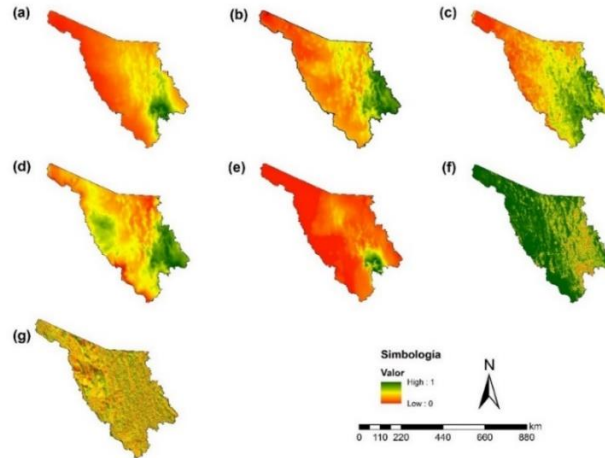 (a) (b) (c)
(d) (e) (f)
(g)
Simbología
Valor
High : 1
Low : 0
N
km
0 110 220 440 660 880